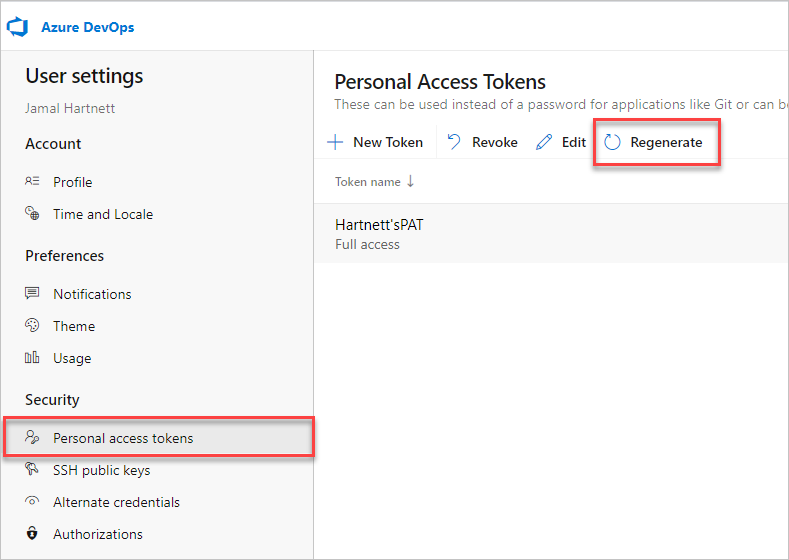 Azure DevOps
User settings
Jamal Hartnett
Account
Profile
Time and Locale
Preferences
Notifications
Theme
Usage
Security
Personal access tokens
SSH public keys
Alternate credentials
Authorizations
Personal Access Tokens
These can be used instead of a password for applications like Git or can be
New Token Revoke Edit Regenerate
Token name ↓
Hartnett'sPAT
Full access